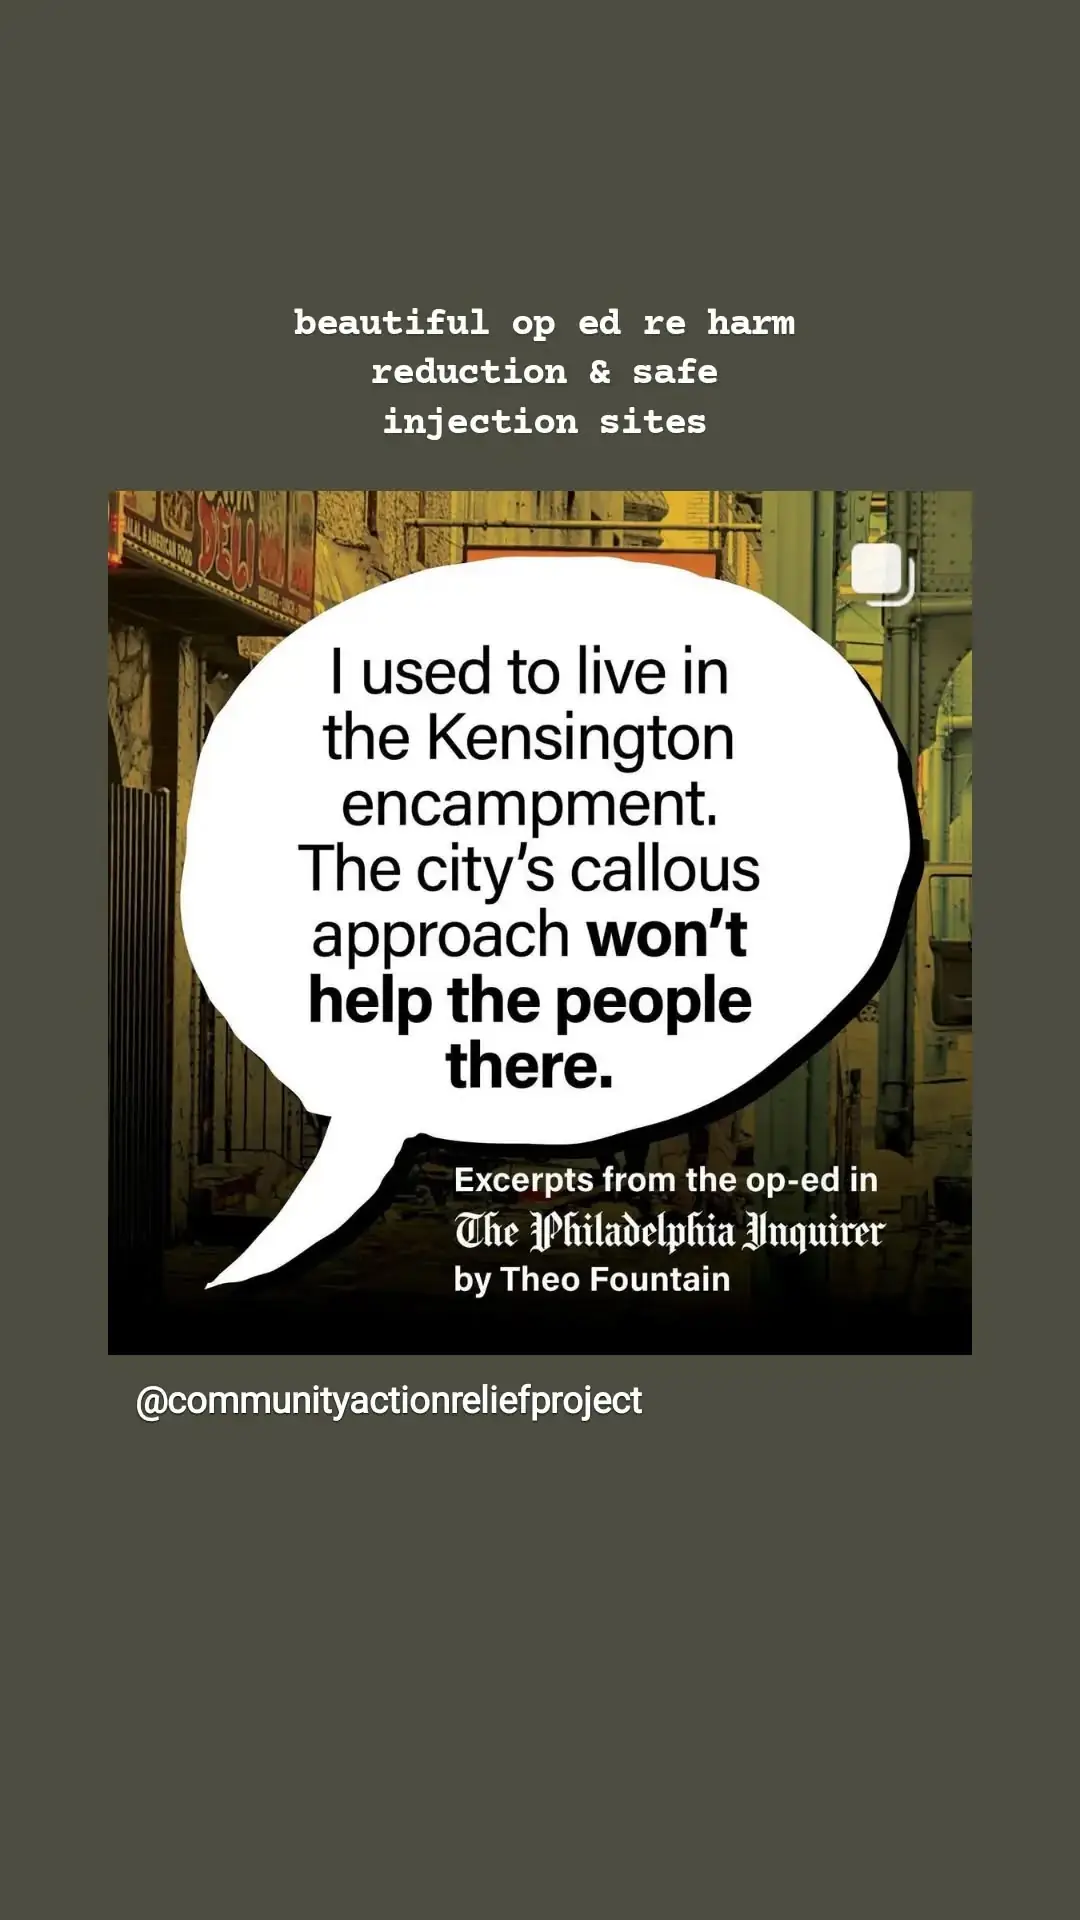 beautiful op ed re harm
reduction & safe
injection sites
DELI
& AMERICAN FOOD
I used to live in
the Kensington
encampment.
The city's callous
approach won't
help the people
there.
Excerpts from the op-ed in
The Philadelphia Inquirer
by Theo Fountain
@communityactionreliefproject